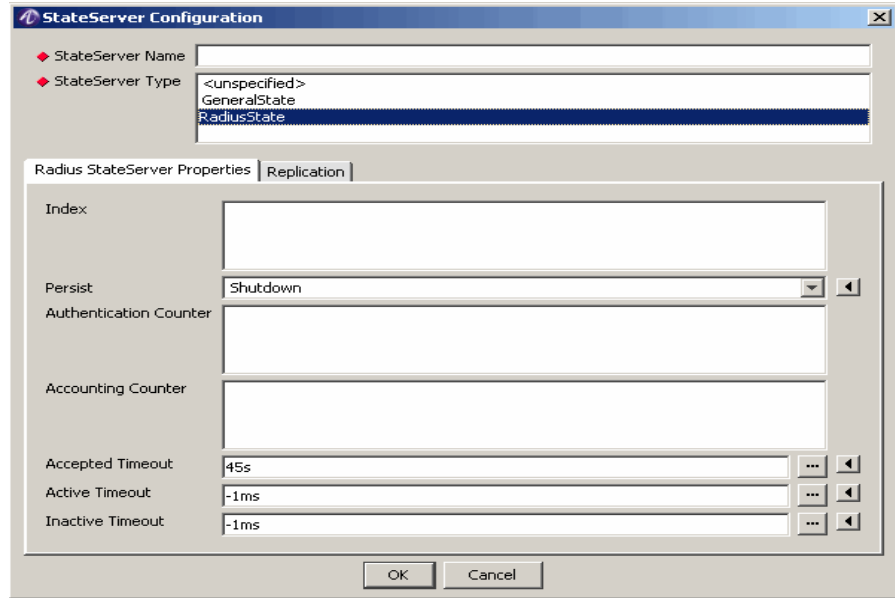 StateServer Configuration
StateServer Name
StateServer Type
<unspecified>
GeneralState
RadiusState
Radius StateServer Properties
Replication
Index
Persist
Shutdown
Authentication Counter
Accounting Counter
Accepted Timeout
45s
...
Active Timeout
-1ms
...
Inactive Timeout
-1ms
...
OK
Cancel